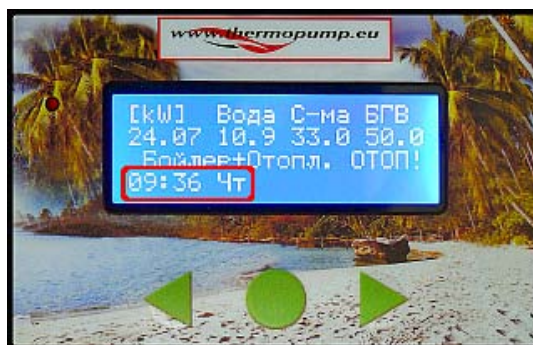 www.thermopump.eu
[kW] Вода С-ма БГВ
24.07 10.9 33.0 50.0
Бойлер+Отопл. ОТОП!
09:36 Чт